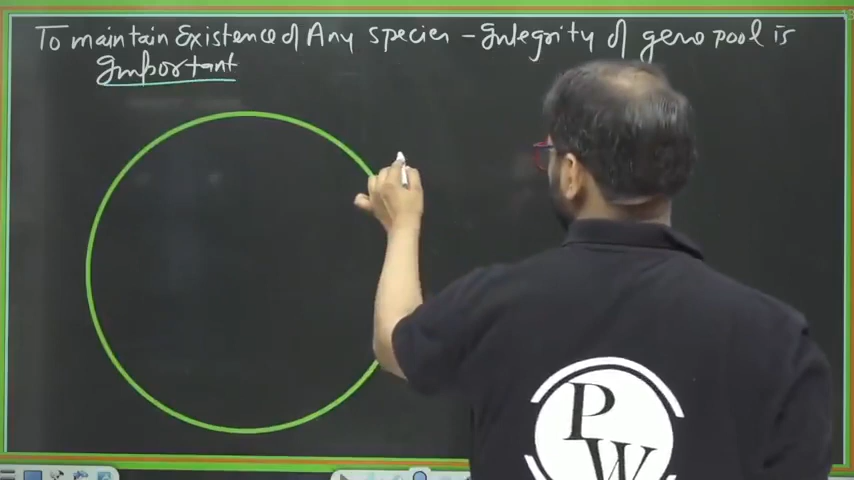 To maintain Existence of Any species - Integrity of gene pool is
Important
PW